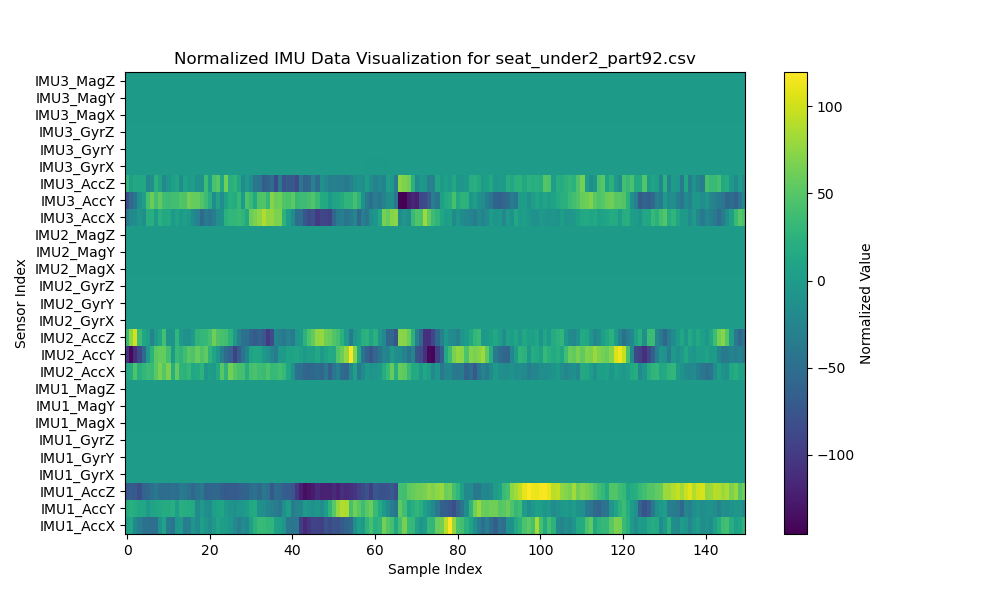 Normalized IMU Data Visualization for seat_under2_part92.csv
IMU3_MagZ
IMU3_MagY
IMU3_MagX
IMU3_GyrZ
IMU3_GyrY
IMU3_GyrX
IMU3_AccZ
IMU3_AccY
IMU3_AccX
IMU2_MagZ
IMU2_MagY
IMU2_MagX
IMU2_GyrZ
IMU2_GyrY
IMU2_GyrX
IMU2_AccZ
IMU2_AccY
IMU2_AccX
IMU1_MagZ
IMU1_MagY
IMU1_MagX
IMU1_GyrZ
IMU1_GyrY
IMU1_GyrX
IMU1_AccZ
IMU1_AccY
IMU1_AccX
Sensor Index
0 20 40 60 80 100 120 140
Sample Index
100
50
0
−50
−100
Normalized Value